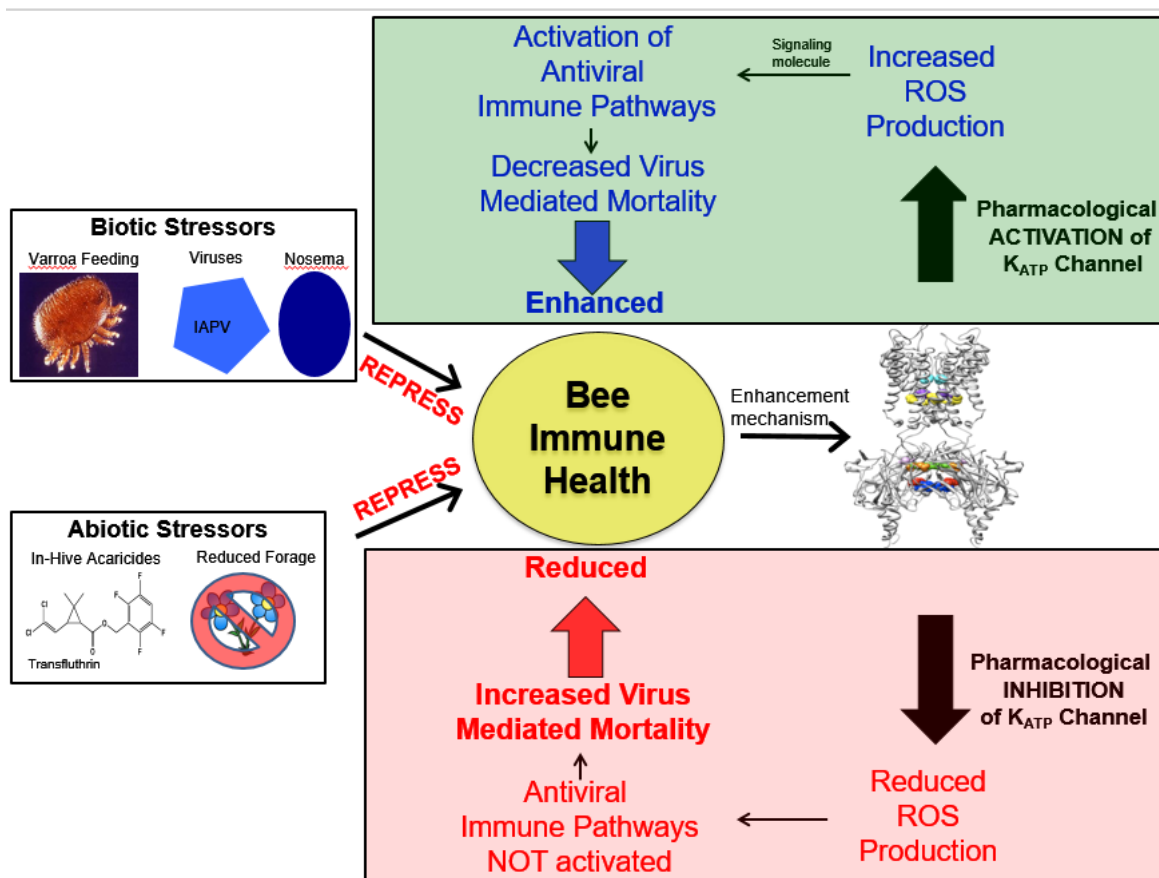 Activation of
Antiviral
Immune Pathways
Signaling
molecule
Increased
ROS
Production
Decreased Virus
Mediated Mortality
Pharmacological
ACTIVATION of
KATP Channel
Enhanced
Biotic Stressors
Varroa Feeding
Viruses
Nosema
IAPV
REPRESS
Bee
Immune
Health
Enhancement
mechanism
REPRESS
Abiotic Stressors
In-Hive Acaricides
Reduced Forage
Cl
Cl
O
O
F
F
F
F
Transfluthrin
Reduced
Increased Virus
Mediated Mortality
Pharmacological
INHIBITION
of KATP Channel
Antiviral
Immune Pathways
NOT activated
Reduced
ROS
Production